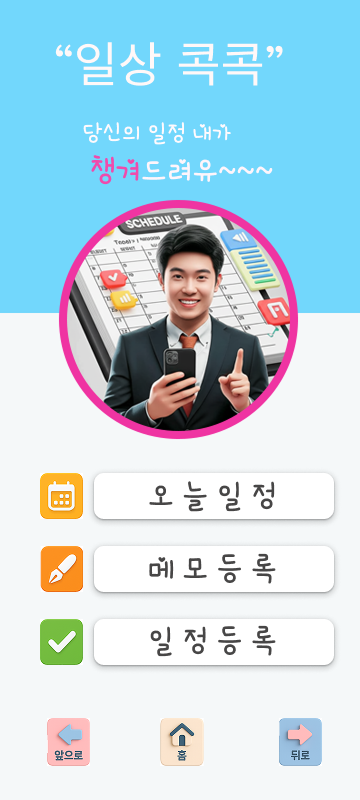 “일상 콕콕”
당신의 일정 내가
챙겨드려유~~~
SCHEDULE
오늘일정
메모등록
일정등록
앞으로
홈
뒤로